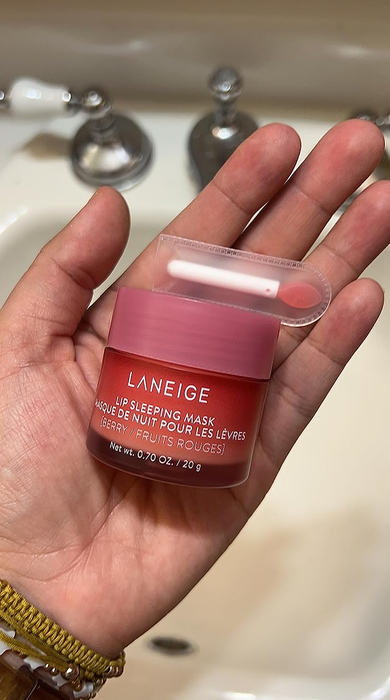 LANEIGE
LIP SLEEPING MASK
MASQUE DE NUIT POUR LES LÈVRES
[BERRY / FRUITS ROUGES]
Net wt. 0.70 OZ. / 20 g